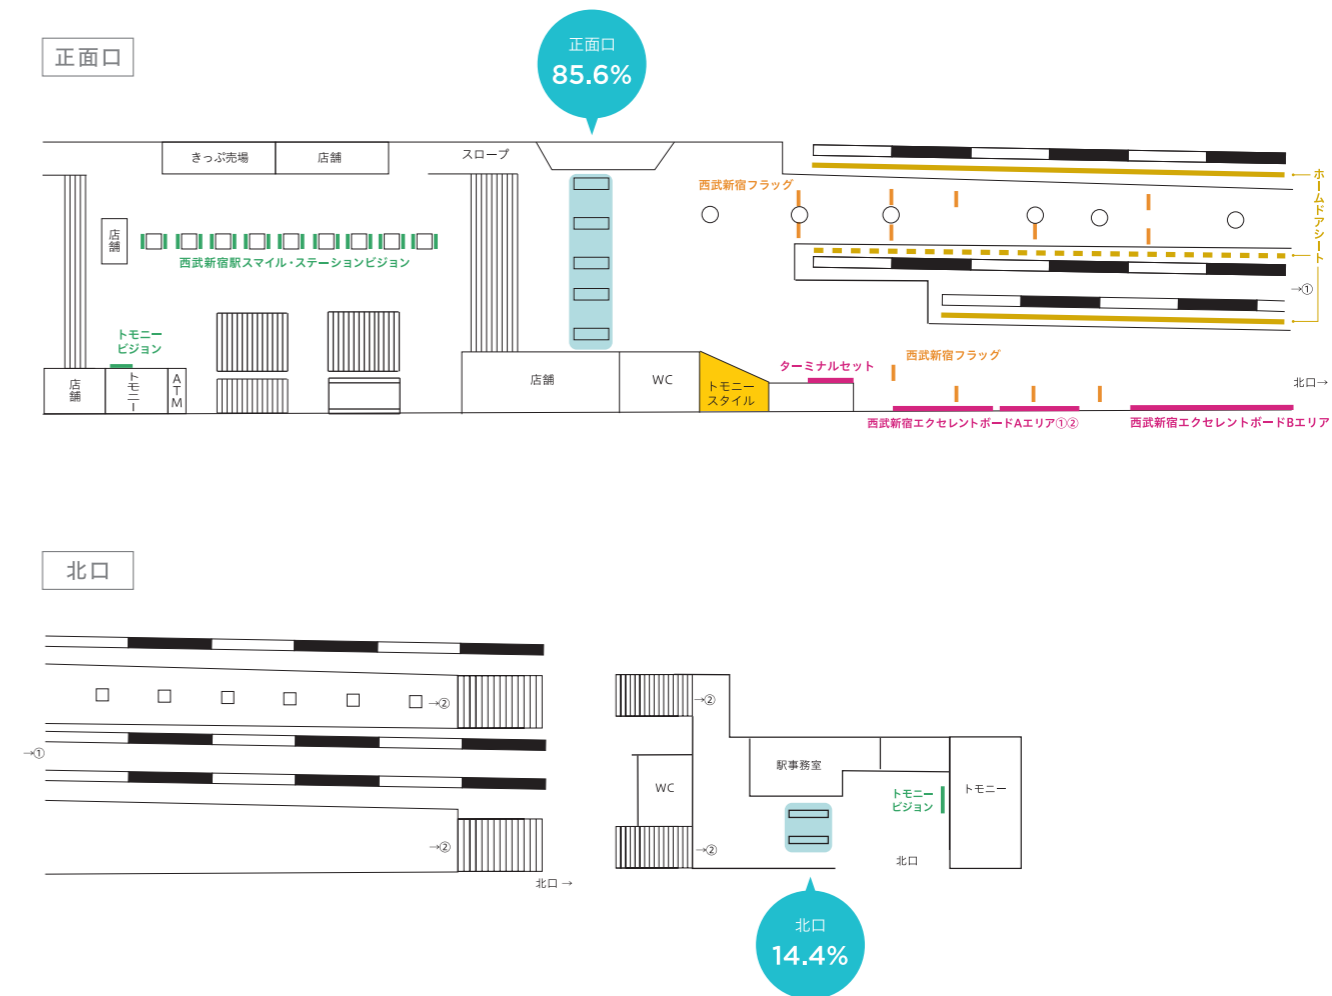 正面口
正面口
85.6%
きっぷ売場
店舗
スロープ
西武新宿フラッグ
ホームドアシート
店舗
西武新宿駅スマイル・ステーションビジョン
→①
トモニー
ビジョン
店舗
トモニー
ATM
店舗
WC
トモニー
スタイル
ターミナルセット
西武新宿フラッグ
北口→
西武新宿エクセレントボードAエリア①②
西武新宿エクセレントボードBエリア
北口
→②
→①
→②
北口 →
→②
WC
駅事務室
トモニー
ビジョン
トモニー
→②
北口
北口
14.4%